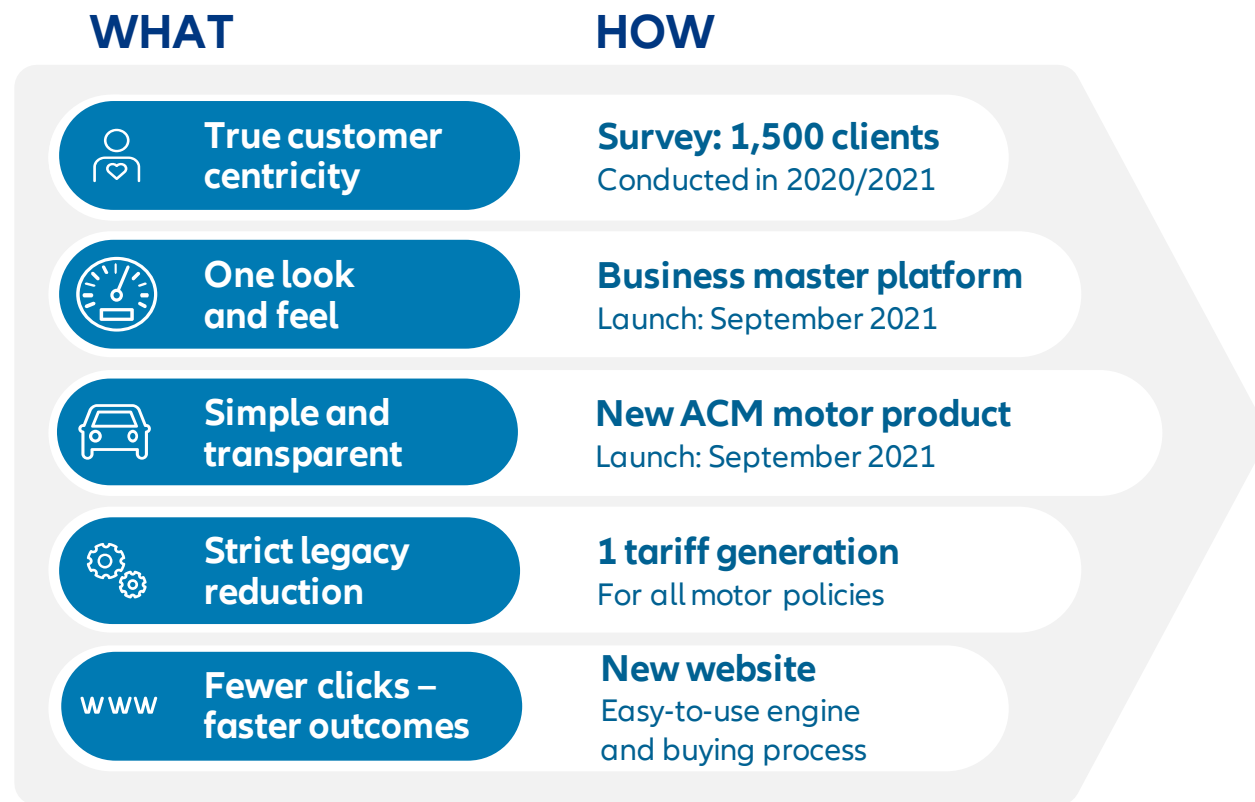 WHAT
HOW
True customer
centricity
Survey: 1,500 clients
Conducted in 2020/2021
One look
and feel
Business master platform
Launch: September 2021
Simple and
transparent
New ACM motor product
Launch: September 2021
Strict legacy
reduction
1 tariff generation
For all motor policies
www
Fewer clicks –
faster outcomes
New website
Easy-to-use engine
and buying process